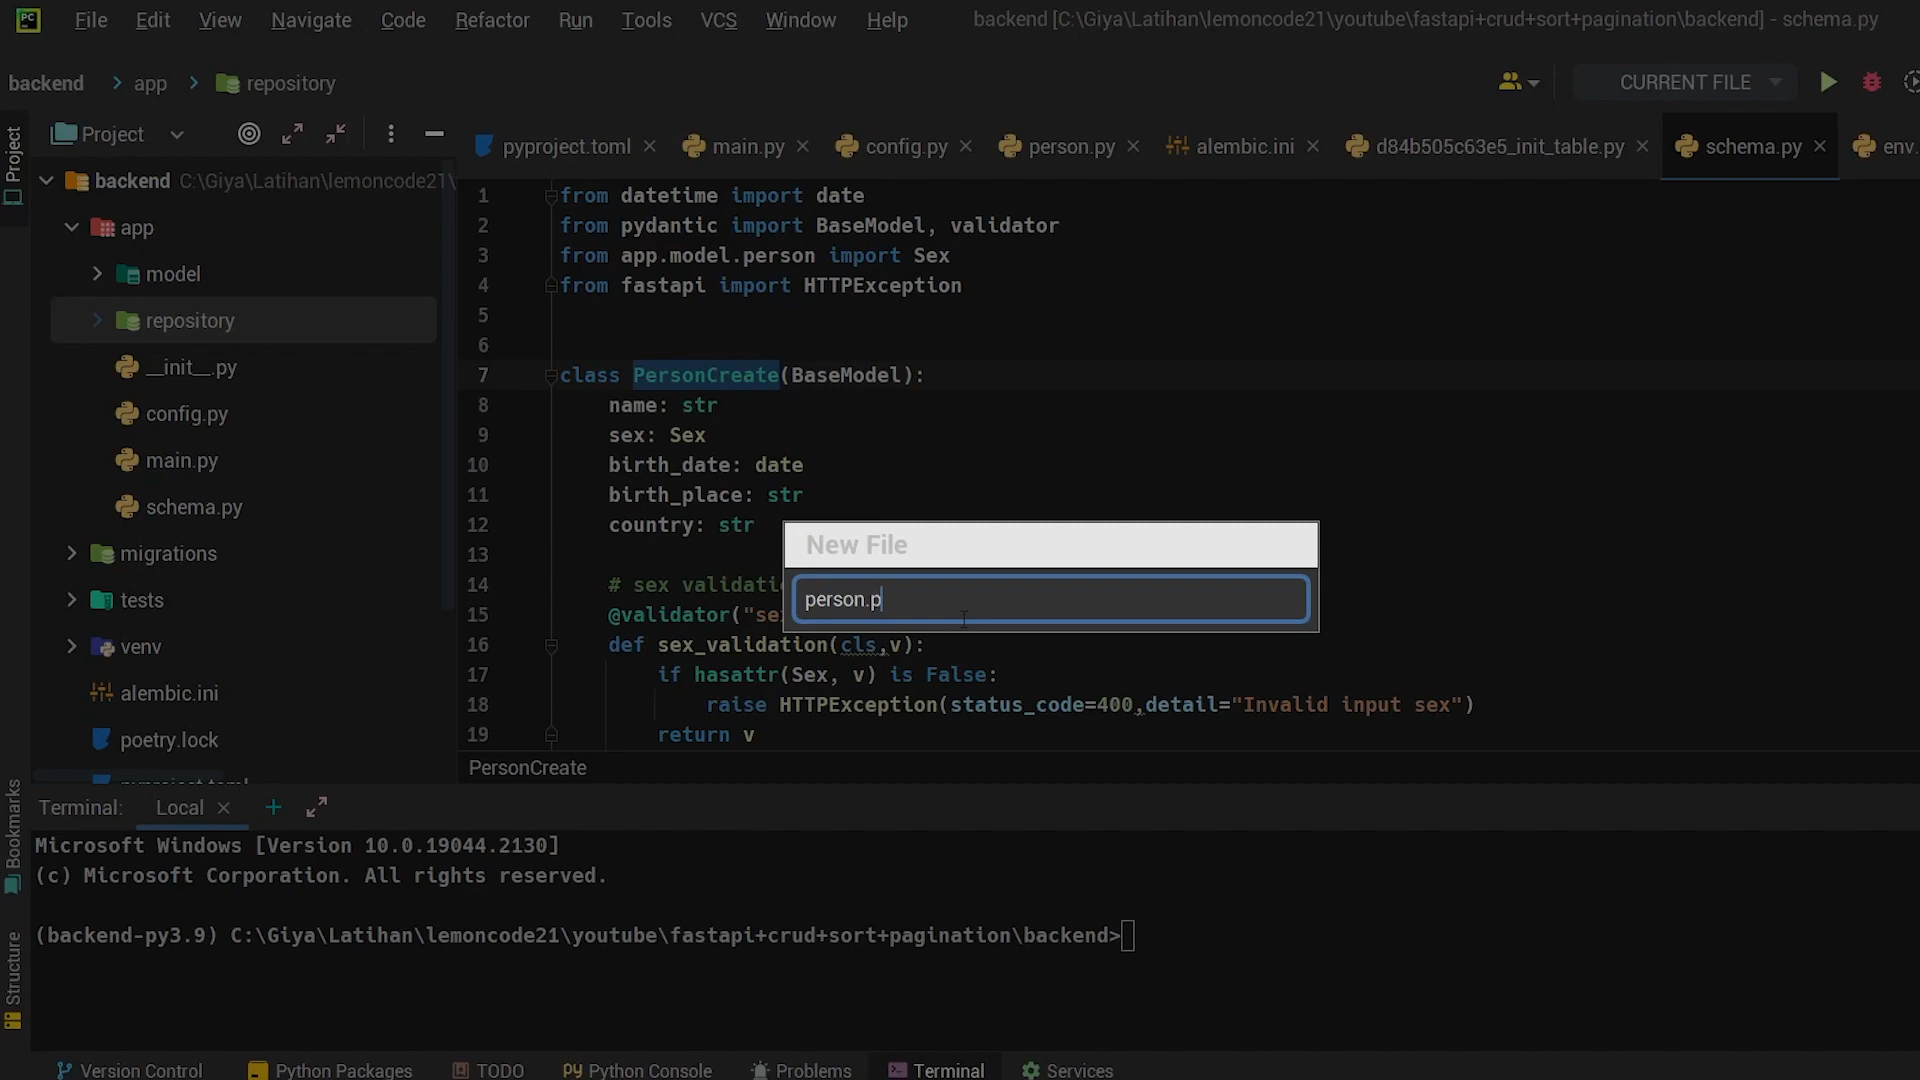 PC File Edit View Navigate Code Refactor Run Tools VCS Window Help backend [C:\Giya\Latihan\lemoncode21\youtube\fastapi+crud+sort+pagination\backend] - schema.py
backend app repository CURRENT FILE
Project
Project pyproject.toml main.py config.py person.py alembic.ini d84b505c63e5_init_table.py schema.py env.
backend C:\Giya\Latihan\lemoncode21\
app
model
repository
__init__.py
config.py
main.py
schema.py
migrations
tests
venv
alembic.ini
poetry.lock
pyproject.toml
1 from datetime import date
2 from pydantic import BaseModel, validator
3 from app.model.person import Sex
4 from fastapi import HTTPException
5
6
7 class PersonCreate(BaseModel):
8 name: str
9 sex: Sex
10 birth_date: date
11 birth_place: str
12 country: str
13
14 # sex validati
15 @validator("se
16 def sex_validation(cls,v):
17 if hasattr(Sex, v) is False:
18 raise HTTPException(status_code=400,detail="Invalid input sex")
19 return v
New File
person.p
PersonCreate
Terminal: Local
Microsoft Windows [Version 10.0.19044.2130]
(c) Microsoft Corporation. All rights reserved.
(backend-py3.9) C:\Giya\Latihan\lemoncode21\youtube\fastapi+crud+sort+pagination\backend>
Bookmarks
Structure
Version Control Python Packages TODO Python Console Problems Terminal Services